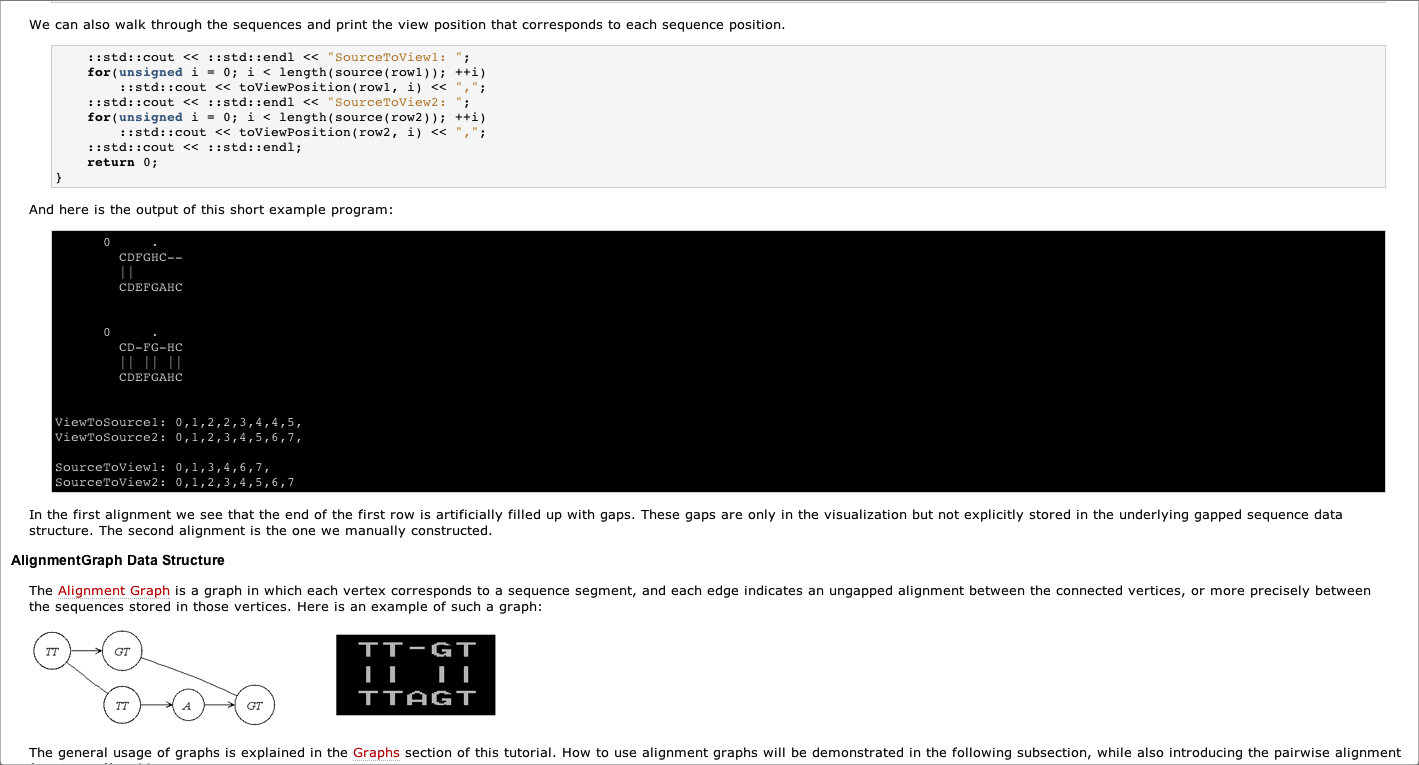 We can also walk through the sequences and print the view position that corresponds to each sequence position.
::std::cout << ::std::endl << "SourceToView1: ";
for(unsigned i = 0; i < length(source(row1)); ++i)
::std::cout << toViewPosition(row1, i) << ",";
::std::cout << ::std::endl << "SourceToView2: ";
for(unsigned i = 0; i < length(source(row2)); ++i)
::std::cout << toViewPosition(row2, i) << ",";
::std::cout << ::std::endl;
return 0;
}
And here is the output of this short example program:
0 .
CDFGHC--
||
CDEFGAHC
0 .
CD-FG-HC
|| || ||
CDEFGAHC
ViewToSource1: 0,1,2,2,3,4,4,5,
ViewToSource2: 0,1,2,3,4,5,6,7,
SourceToView1: 0,1,3,4,6,7,
SourceToView2: 0,1,2,3,4,5,6,7
In the first alignment we see that the end of the first row is artificially filled up with gaps. These gaps are only in the visualization but not explicitly stored in the underlying gapped sequence data
structure. The second alignment is the one we manually constructed.
AlignmentGraph Data Structure
The Alignment Graph is a graph in which each vertex corresponds to a sequence segment, and each edge indicates an ungapped alignment between the connected vertices, or more precisely between
the sequences stored in those vertices. Here is an example of such a graph:
TT GT
TT A GT
TT-GT
|| ||
TTAGT
The general usage of graphs is explained in the Graphs section of this tutorial. How to use alignment graphs will be demonstrated in the following subsection, while also introducing the pairwise alignment